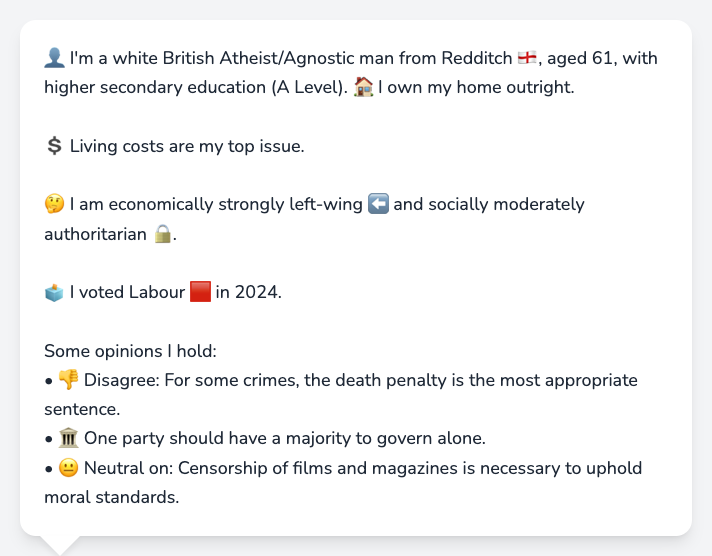 👤 I'm a white British Atheist/Agnostic man from Redditch 🏴󠁧󠁢󠁥󠁮󠁧󠁿, aged 61, with
higher secondary education (A Level). 🏠 I own my home outright.
💲 Living costs are my top issue.
🤔 I am economically strongly left-wing ⬅️ and socially moderately
authoritarian 🔒.
🗳️ I voted Labour 🟥 in 2024.
Some opinions I hold:
• 👎 Disagree: For some crimes, the death penalty is the most appropriate
sentence.
• 🏛️ One party should have a majority to govern alone.
• 😐 Neutral on: Censorship of films and magazines is necessary to uphold
moral standards.